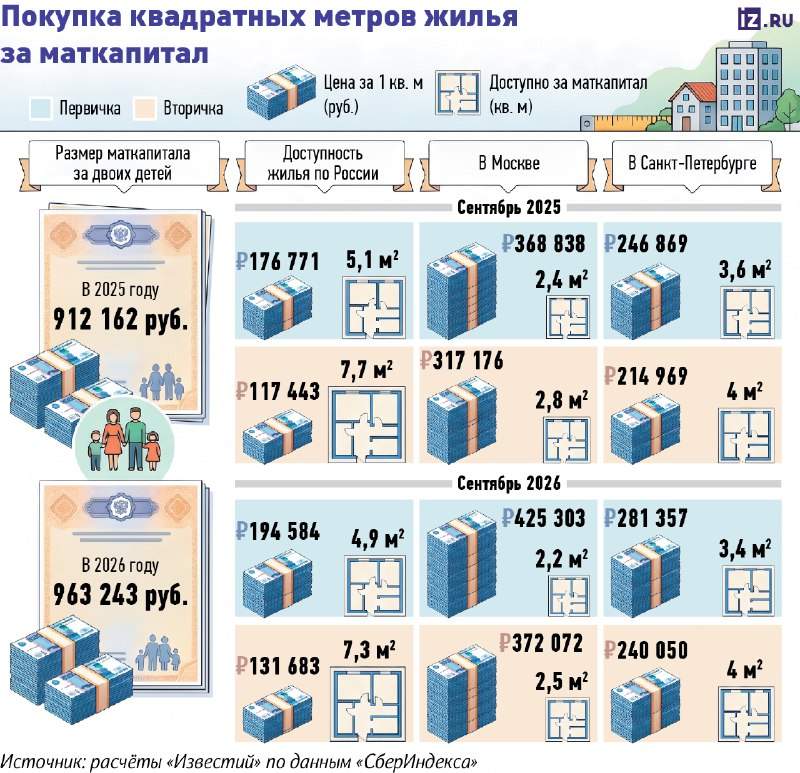 Покупка квадратных метров жилья
за маткапитал
iz.RU
Первичка
Вторичка
Цена за 1 кв. м
(руб.)
Доступно за маткапитал
(кв. м)
Размер маткапитала
за двоих детей
Доступность
жилья по России
В Москве
В Санкт-Петербурге
Сентябрь 2025
В 2025 году
912 162 руб.
₽176 771
5,1 м²
₽368 838
2,4 м²
₽246 869
3,6 м²
₽117 443
7,7 м²
₽317 176
2,8 м²
₽214 969
4 м²
Сентябрь 2026
В 2026 году
963 243 руб.
₽194 584
4,9 м²
₽425 303
2,2 м²
₽281 357
3,4 м²
₽131 683
7,3 м²
₽372 072
2,5 м²
₽240 050
4 м²
Источник: расчёты «Известий» по данным «СберИндекса»